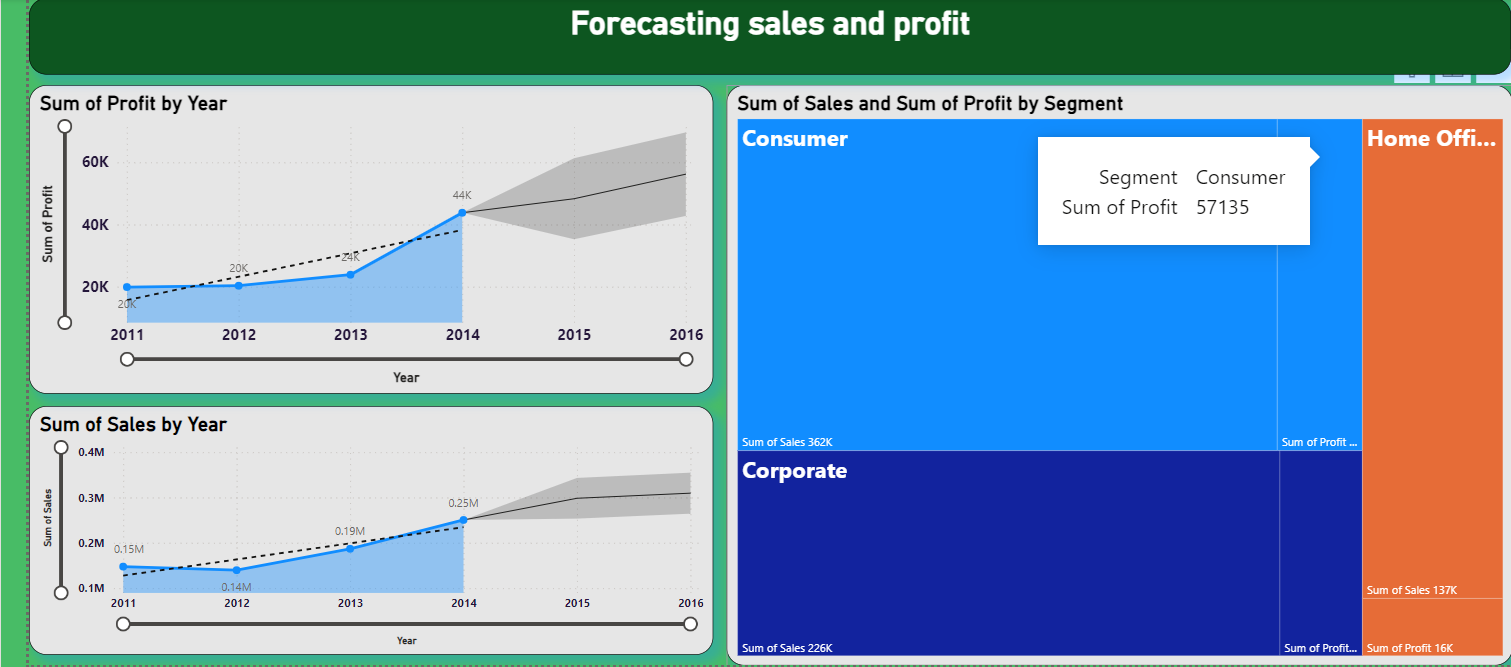 Forecasting sales and profit
Sum of Profit by Year
60K
40K
20K
Sum of Profit
20K
20K
24K
44K
2011 2012 2013 2014 2015 2016
Year
Sum of Sales by Year
0.4M
0.3M
0.2M
0.1M
Sum of Sales
0.15M
0.14M
0.19M
0.25M
2011 2012 2013 2014 2015 2016
Year
Sum of Sales and Sum of Profit by Segment
Consumer
Segment Consumer
Sum of Profit 57135
Sum of Sales 362K
Sum of Profit ...
Corporate
Sum of Sales 226K
Sum of Profit...
Home Offi...
Sum of Sales 137K
Sum of Profit 16K